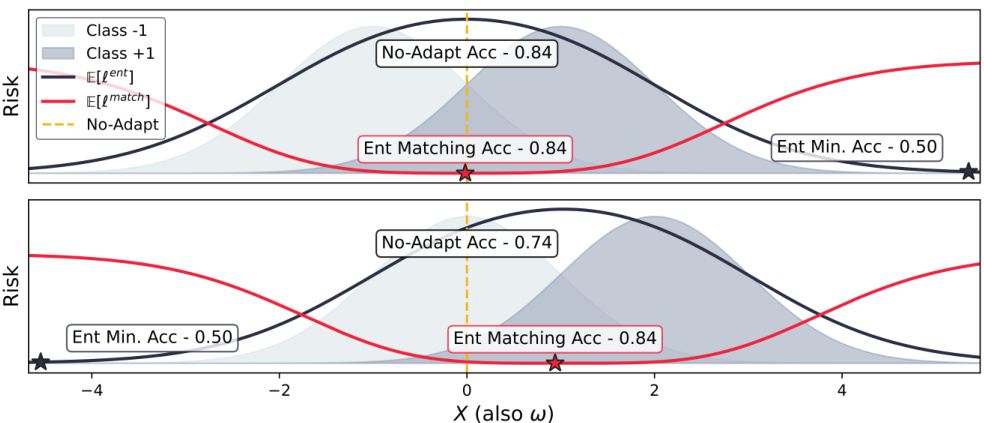 Class -1
Class +1
𝔼[ℓ^{ent}]
𝔼[ℓ^{match}]
No-Adapt
Risk
No-Adapt Acc - 0.84
Ent Matching Acc - 0.84
Ent Min. Acc - 0.50
Risk
No-Adapt Acc - 0.74
Ent Min. Acc - 0.50
Ent Matching Acc - 0.84
−4 −2 0 2 4
X (also ω)